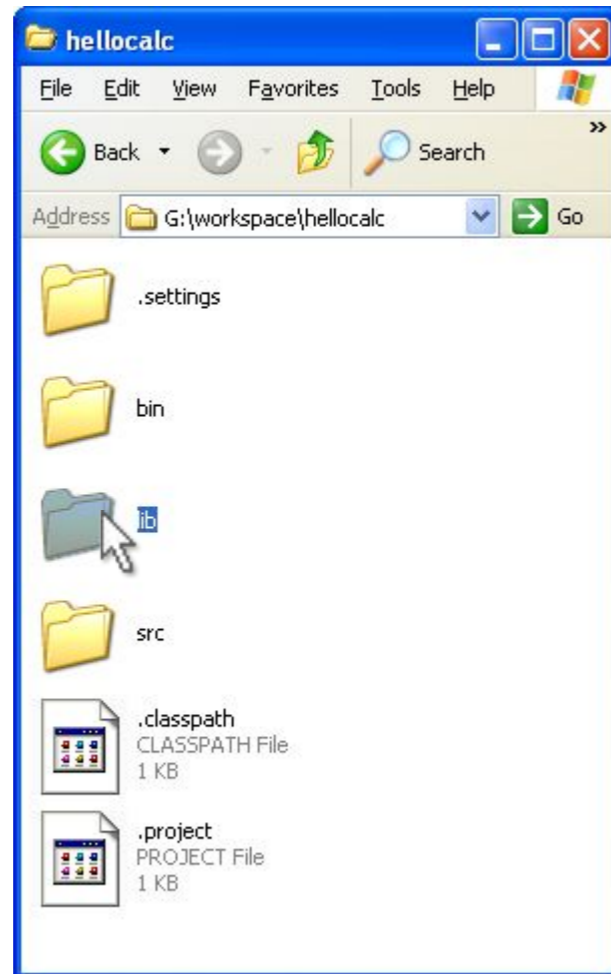 hellocalc
File Edit View Favorites Tools Help
Back Search »
Address G:\workspace\hellocalc Go
.settings
bin
lib
src
.classpath
CLASSPATH File
1 KB
.project
PROJECT File
1 KB